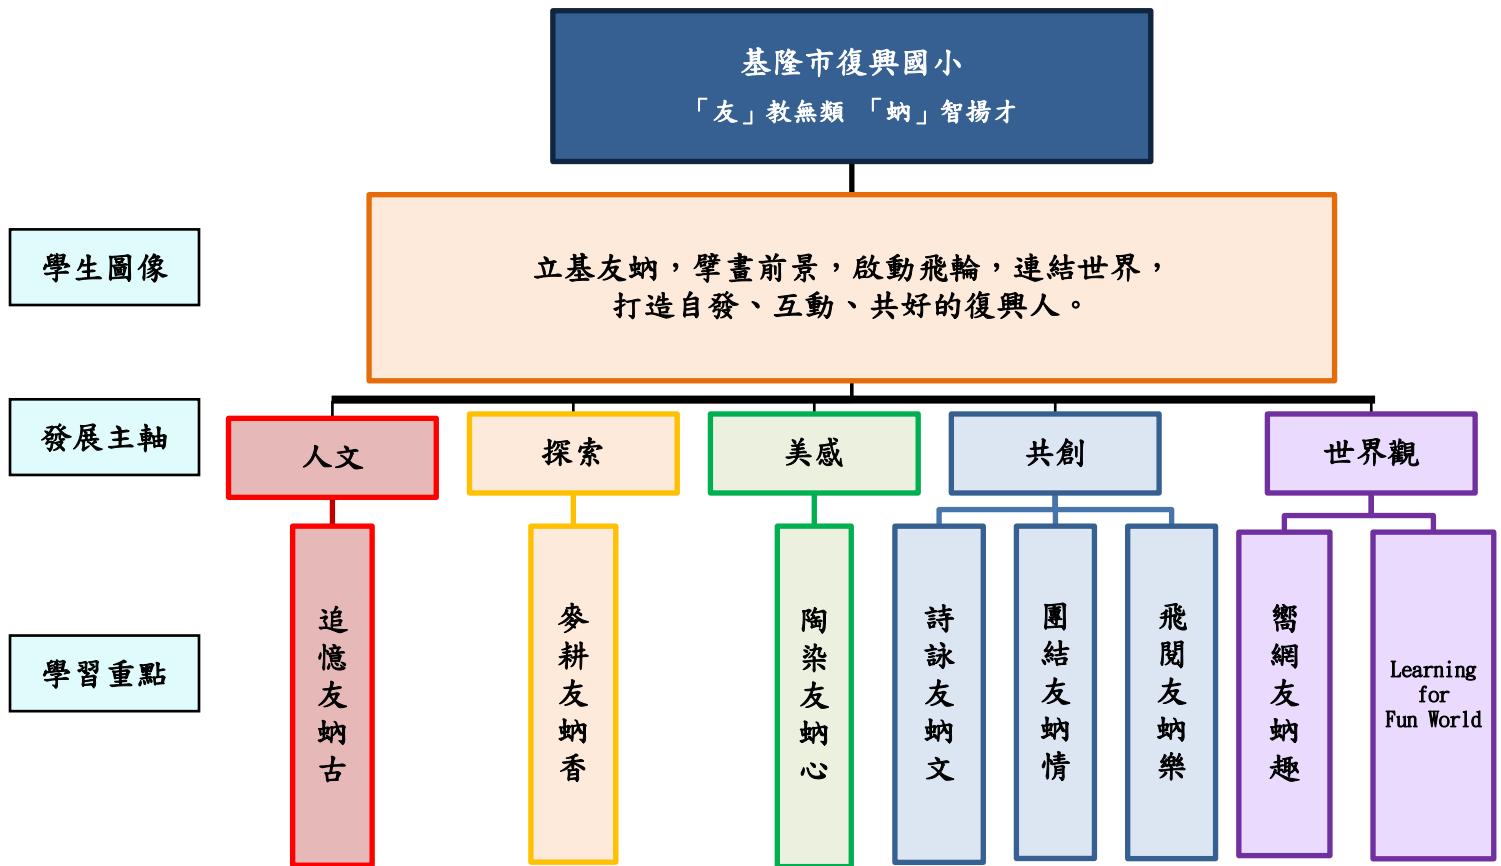 基隆市復興國小
「友」教無類 「蚋」智揚才
學生圖像
立基友蚋，擘畫前景，啟動飛輪，連結世界，
打造自發、互動、共好的復興人。
發展主軸
人文
探索
美感
共創
世界觀
學習重點
追憶友蚋古
麥耕友蚋香
陶染友蚋心
詩詠友蚋文
團結友蚋情
飛閱友蚋樂
嚮網友蚋趣
Learning
for
Fun World